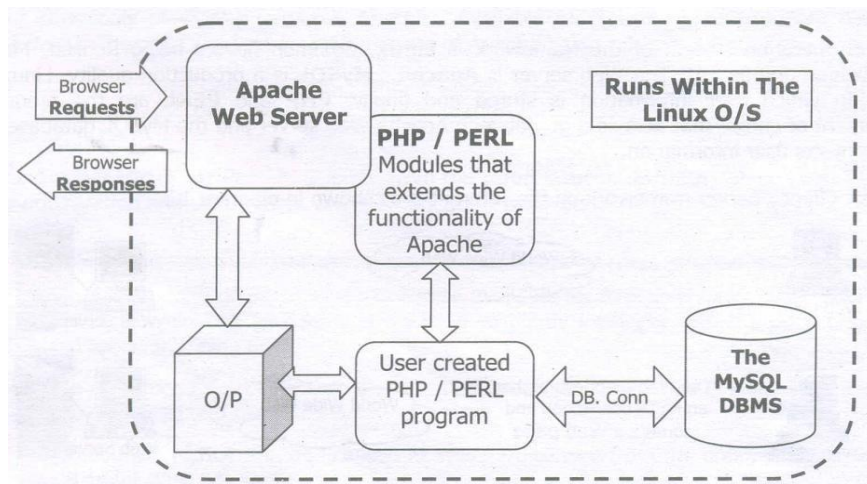 Browser
Requests
Browser
Responses
Apache
Web Server
PHP / PERL
Modules that
extends the
functionality of
Apache
Runs Within The
Linux O/S
O/P
User created
PHP / PERL
program
DB. Conn
The
MySQL
DBMS